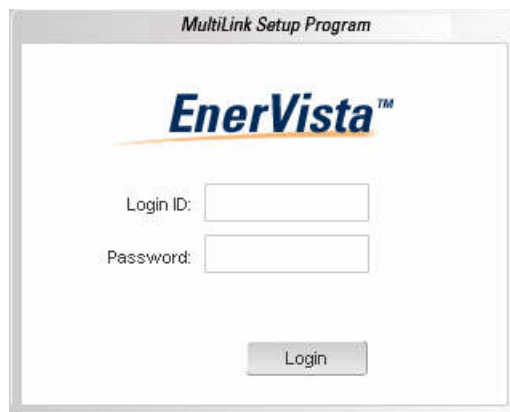 MultiLink Setup Program
EnerVista™
Login ID:
Password:
Login